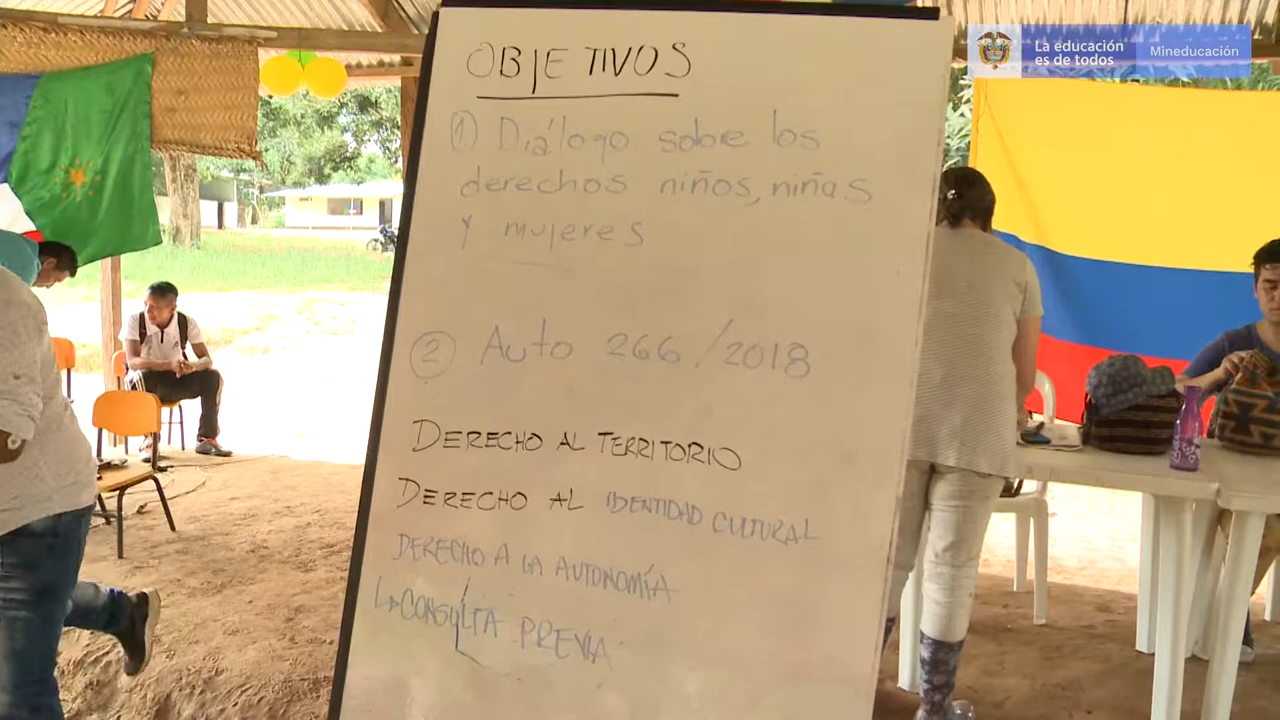 OBJETIVOS
① Diálogo sobre los
derechos niños, niñas
y mujeres
② Auto 266/2018
DERECHO AL TERRITORIO
DERECHO AL IDENTIDAD CULTURAL
DERECHO A LA AUTONOMÍA
↳ CONSULTA PREVIA
La educación
es de todos
Mineducación